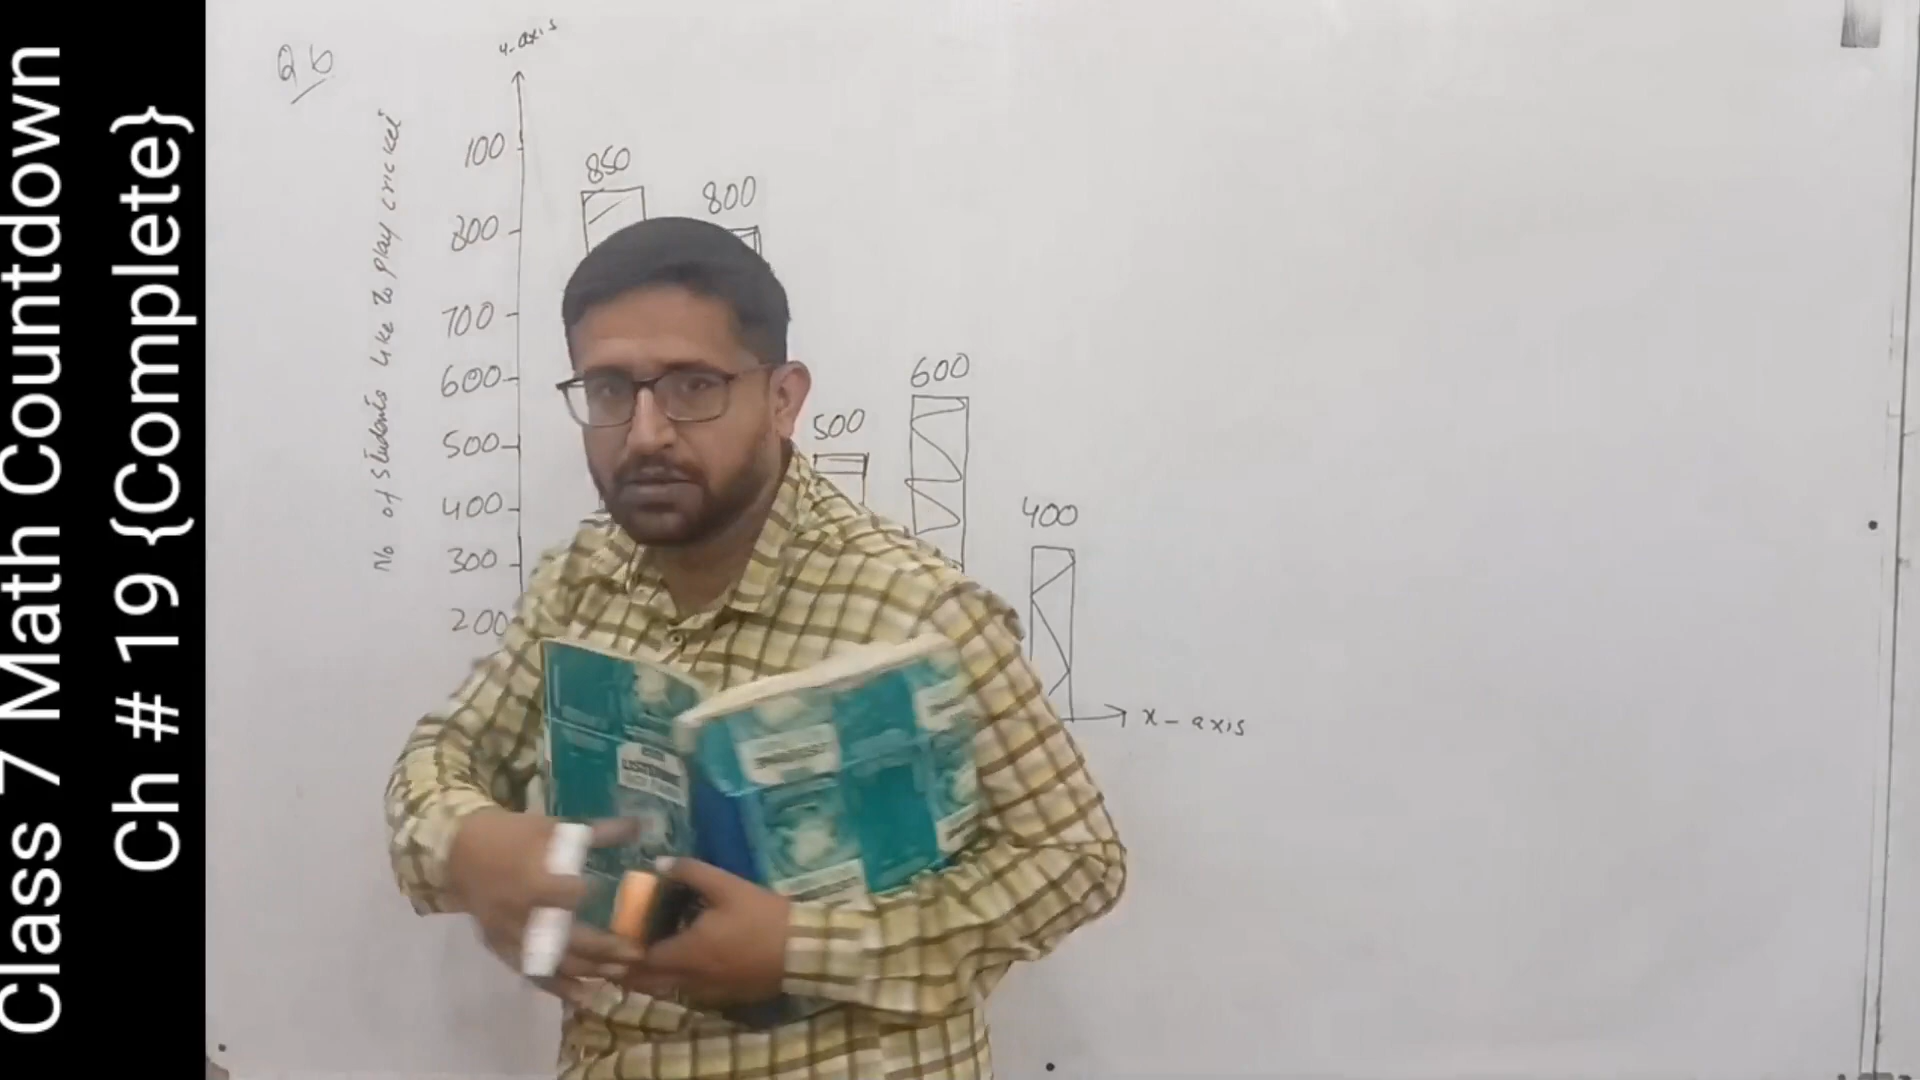 Class 7 Math Countdown
Ch # 19 {Complete}
Q6
y-axis
No of students like to play cricket
100
800
700
600
500
400
300
200
850
800
500
600
400
x-axis